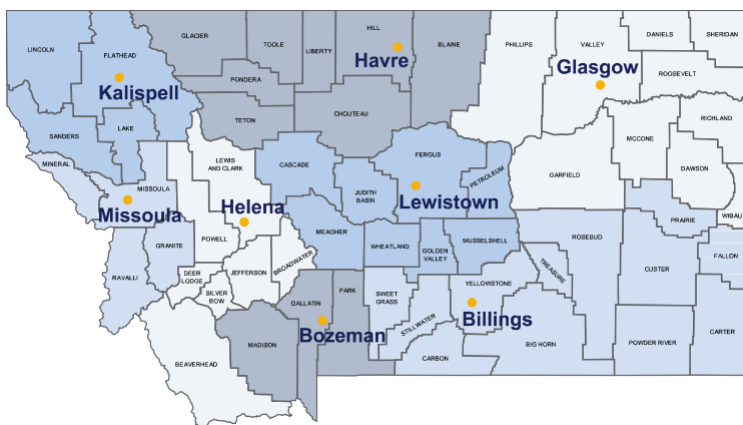 LINCOLN
FLATHEAD
GLACIER
TOOLE
LIBERTY
HILL
BLAINE
PHILLIPS
VALLEY
DANIELS
SHERIDAN
Havre
Glasgow
ROOSEVELT
Kalispell
PONDERA
TETON
CHOUTEAU
RICHLAND
SANDERS
LAKE
MCCONE
MINERAL
MISSOULA
LEWIS
AND CLARK
CASCADE
FERGUS
PETROLEUM
GARFIELD
DAWSON
JUDITH
BASIN
Missoula
Helena
Lewistown
PRAIRIE
WIBAU
GRANITE
POWELL
MEAGHER
WHEATLAND
GOLDEN
VALLEY
MUSSELSHELL
ROSEBUD
TREASURE
CUSTER
FALLON
RAVALLI
DEER
LODGE
JEFFERSON
BROADWATER
SILVER
BOW
GALLATIN
PARK
SWEET
GRASS
STILLWATER
YELLOWSTONE
Bozeman
Billings
MADISON
BEAVERHEAD
CARBON
BIG HORN
POWDER RIVER
CARTER